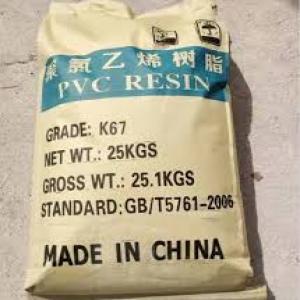 聚氯乙烯树脂
PVC RESIN
GRADE: K67
NET WT.: 25KGS
GROSS WT.: 25.1KGS
STANDARD:GB/T5761-2006
MADE IN CHINA